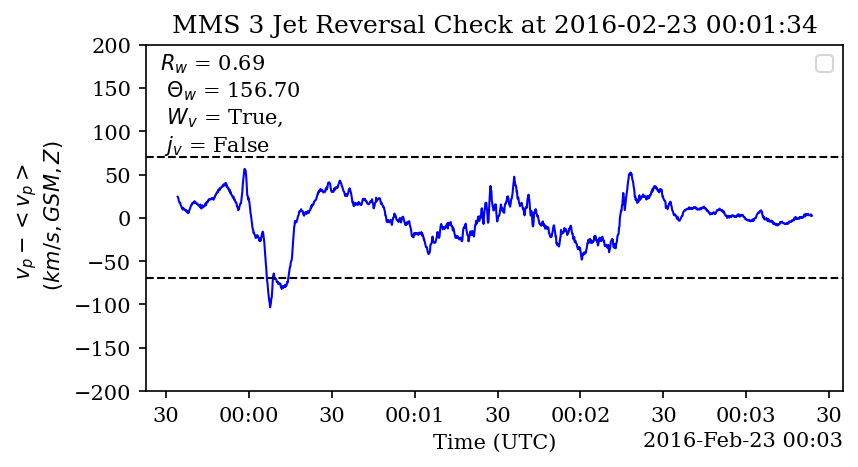 MMS 3 Jet Reversal Check at 2016-02-23 00:01:34
R_w = 0.69
Θ_w = 156.70
W_v = True,
j_v = False
v_p − < v_p >
(km/s, GSM, Z)
200
150
100
50
0
−50
−100
−150
−200
30 00:00 30 00:01 30 00:02 30 00:03 30
Time (UTC)
2016-Feb-23 00:03